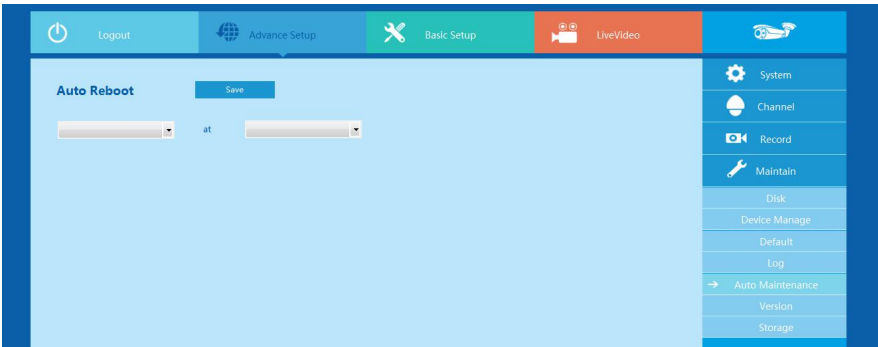 Logout
Advance Setup
Basic Setup
LiveVideo
Auto Reboot
Save
at
System
Channel
Record
Maintain
Disk
Device Manage
Default
Log
Auto Maintenance
Version
Storage